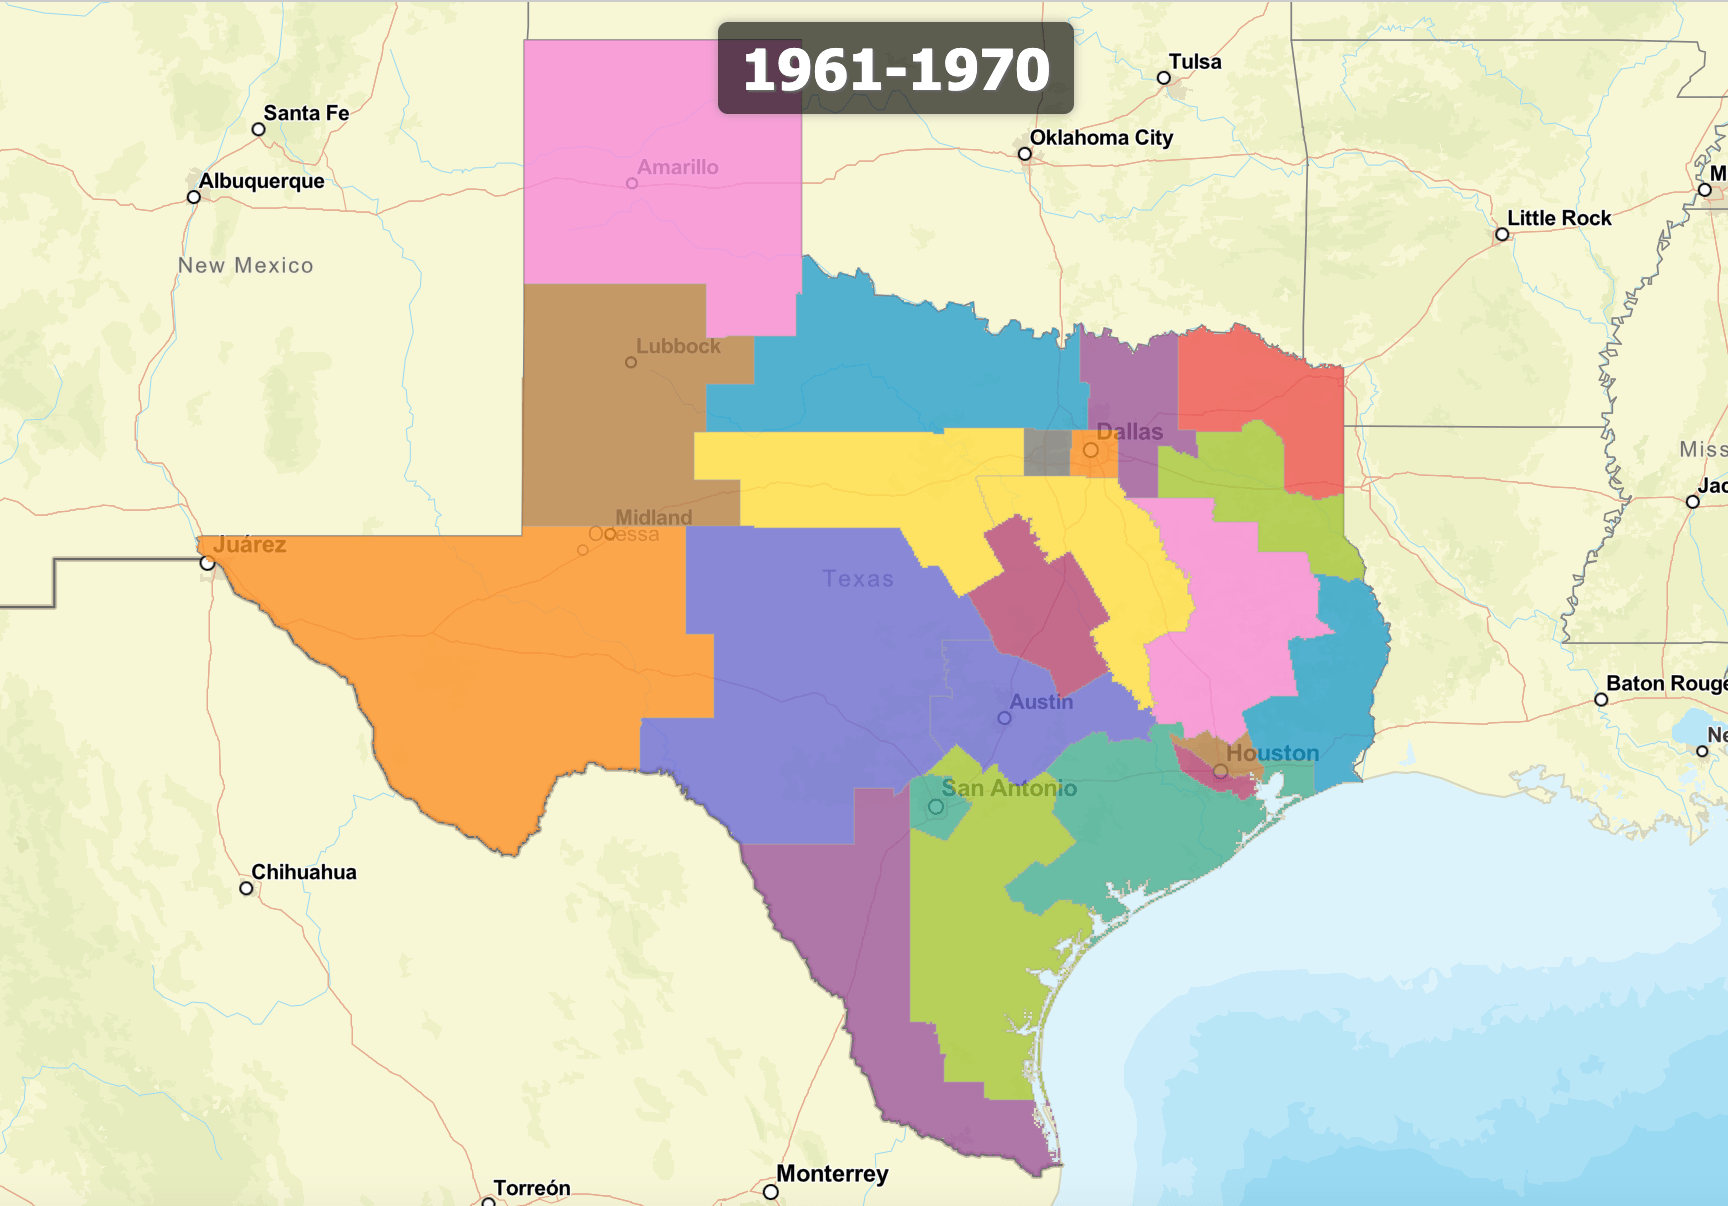 1961-1970
Tulsa
Santa Fe
Oklahoma City
Amarillo
Albuquerque
M
Little Rock
New Mexico
Lubbock
Dallas
Miss
Jac
Midland
Odessa
Juárez
Texas
Baton Rouge
Austin
Ne
Houston
San Antonio
Chihuahua
Monterrey
Torreón